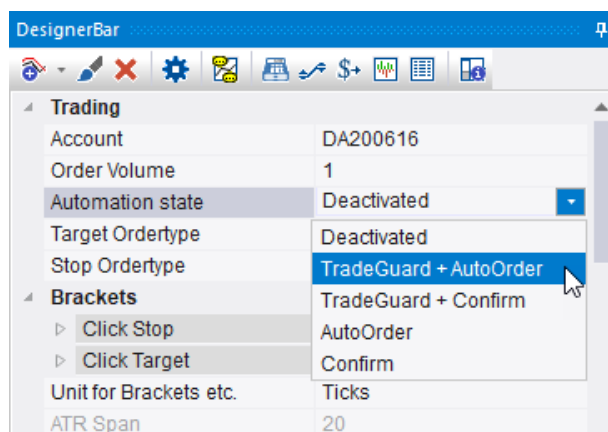 DesignerBar
Trading
Account DA200616
Order Volume 1
Automation state Deactivated
Target Ordertype Deactivated
Stop Ordertype TradeGuard + AutoOrder
Brackets TradeGuard + Confirm
Click Stop AutoOrder
Click Target Confirm
Unit for Brackets etc. Ticks
ATR Span 20